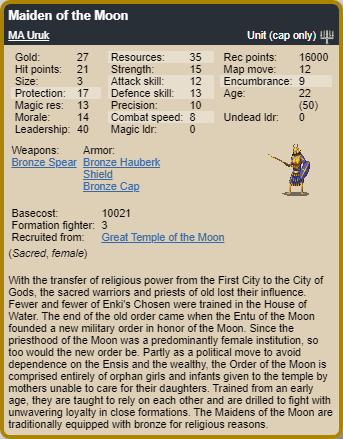 Maiden of the Moon
MA Uruk Unit (cap only)
Gold: 27 Resources: 35 Rec points: 16000
Hit points: 21 Strength: 15 Map move: 12
Size: 3 Attack skill: 12 Encumbrance: 9
Protection: 17 Defence skill: 13 Age: 22
Magic res: 13 Precision: 10 (50)
Morale: 14 Combat speed: 8 Undead ldr: 0
Leadership: 40 Magic ldr: 0
Weapons: Armor:
Bronze Spear Bronze Hauberk
Shield
Bronze Cap
Basecost: 10021
Formation fighter: 3
Recruited from: Great Temple of the Moon
(Sacred, female)
With the transfer of religious power from the First City to the City of
Gods, the sacred warriors and priests of old lost their influence.
Fewer and fewer of Enki's Chosen were trained in the House of
Water. The end of the old order came when the Entu of the Moon
founded a new military order in honor of the Moon. Since the
priesthood of the Moon was a predominantly female institution, so
too would the new order be. Partly as a political move to avoid
dependence on the Ensis and the wealthy, the Order of the Moon is
comprised entirely of orphan girls and infants given to the temple by
mothers unable to care for their daughters. Trained from an early
age, they are taught to rely on each other and are drilled to fight with
unwavering loyalty in close formations. The Maidens of the Moon are
traditionally equipped with bronze for religious reasons.